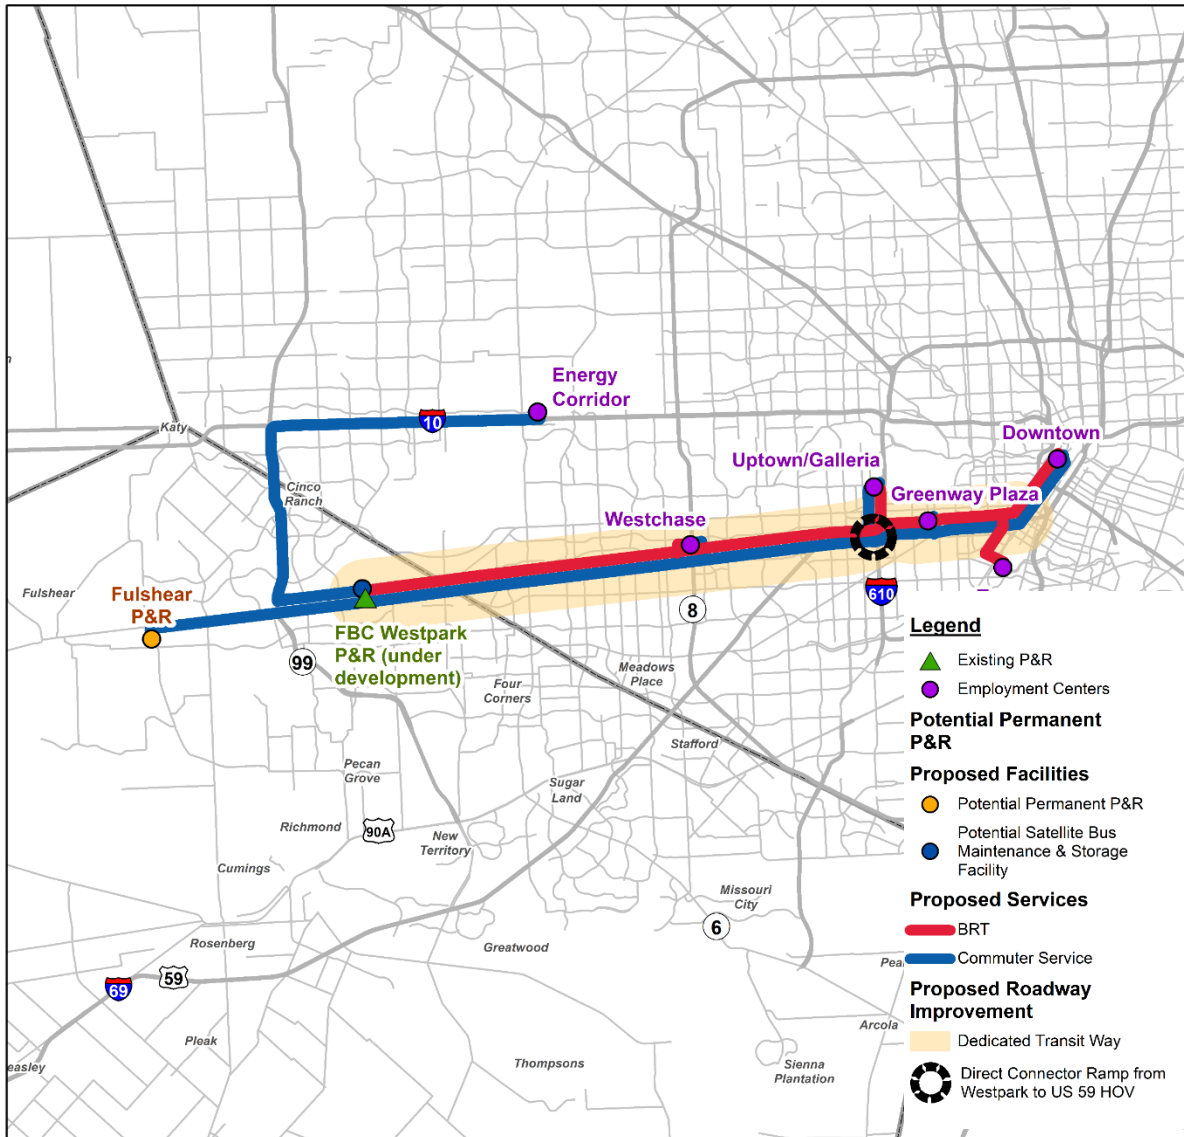 Energy
Corridor
10
Katy
Downtown
Uptown/Galleria
Greenway Plaza
Cinco
Ranch
Westchase
Fulshear
Fulshear
P&R
610
8
FBC Westpark
P&R (under
development)
99
Meadows
Place
Four
Corners
Stafford
Pecan
Grove
Sugar
Land
Richmond
90A
New
Territory
Cumings
Missouri
City
6
Rosenberg
Greatwood
59
69
Pea
Arcola
Pleak
easley
Thompsons
Sienna
Plantation
Legend
Existing P&R
Employment Centers
Potential Permanent
P&R
Proposed Facilities
Potential Permanent P&R
Potential Satellite Bus
Maintenance & Storage
Facility
Proposed Services
BRT
Commuter Service
Proposed Roadway
Improvement
Dedicated Transit Way
Direct Connector Ramp from
Westpark to US 59 HOV